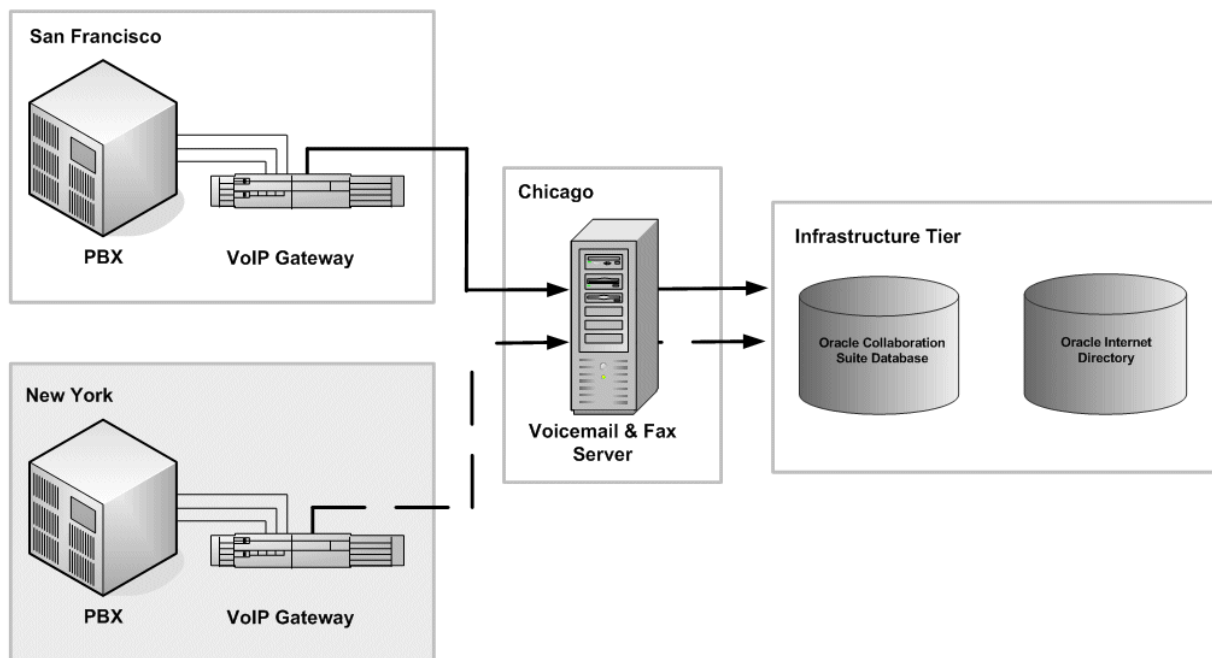 San Francisco
PBX
VoIP Gateway
Chicago
Voicemail & Fax
Server
Infrastructure Tier
Oracle Collaboration
Suite Database
Oracle Internet
Directory
New York
PBX
VoIP Gateway